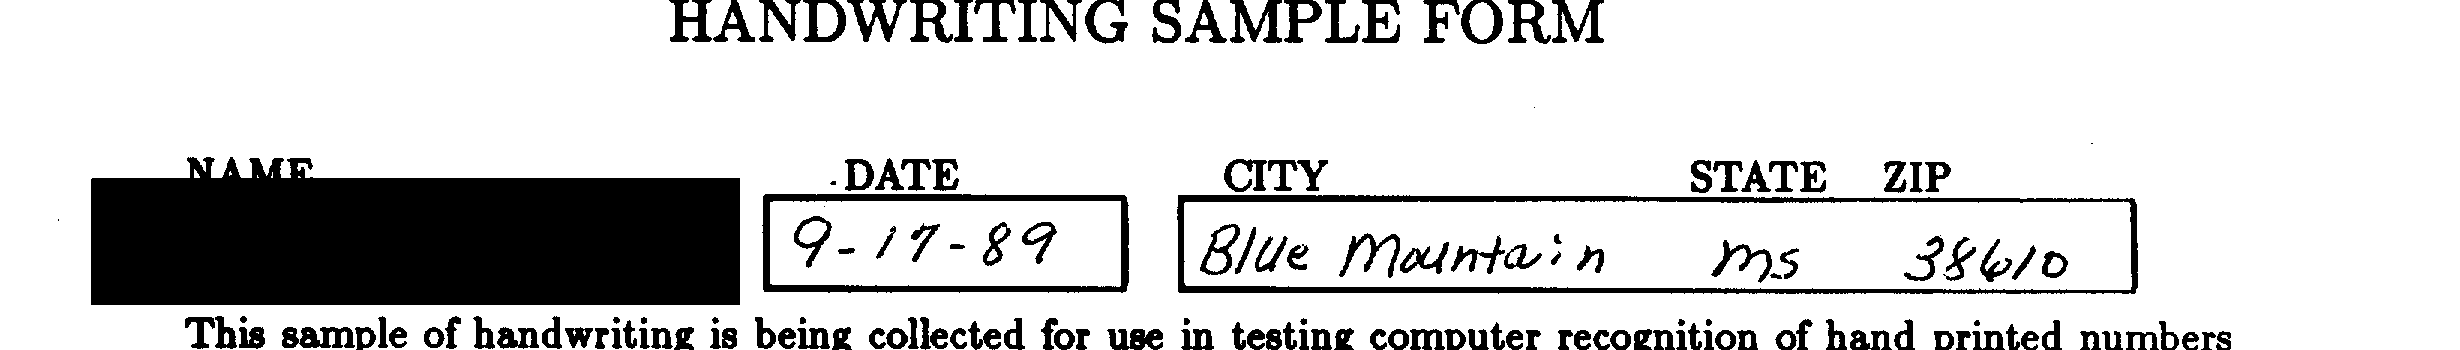 HANDWRITING SAMPLE FORM
NAME DATE CITY STATE ZIP
9-17-89 Blue Mountain ms 38610
This sample of handwriting is being collected for use in testing computer recognition of hand printed numbers